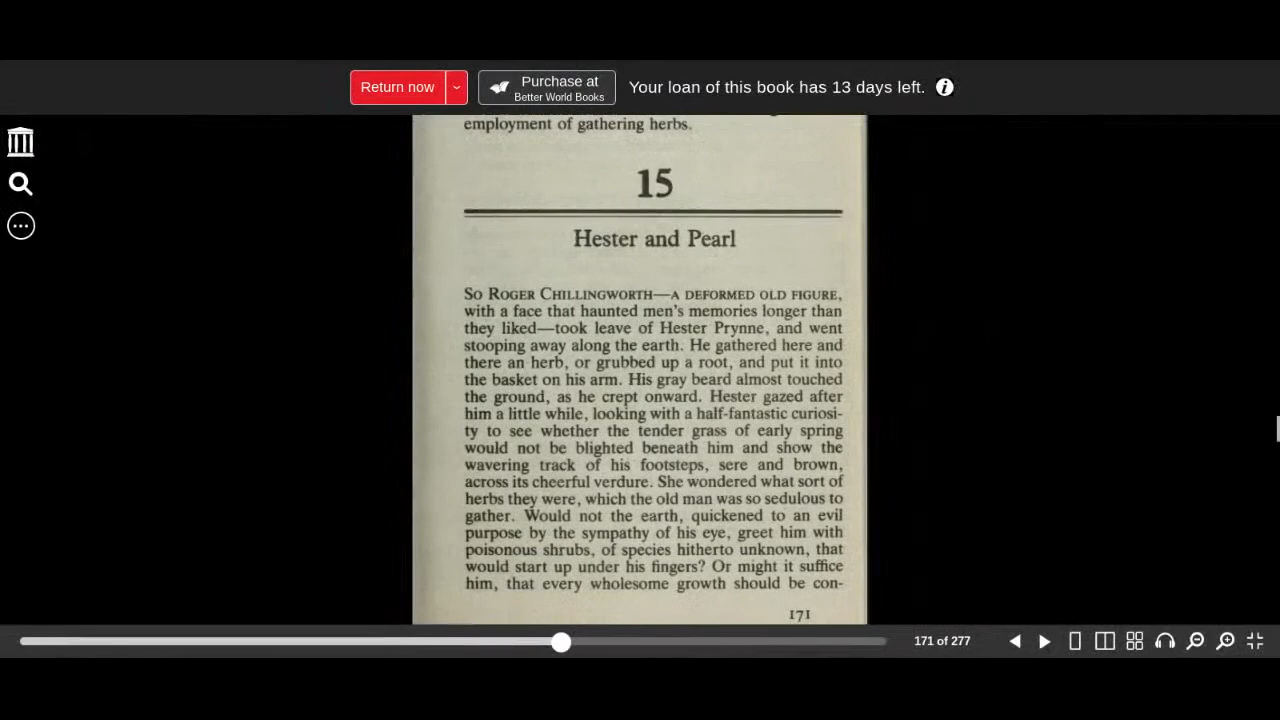 Return now
Purchase at
Better World Books
Your loan of this book has 13 days left.
employment of gathering herbs.
15
Hester and Pearl
So Roger Chillingworth—a deformed old figure,
with a face that haunted men's memories longer than
they liked—took leave of Hester Prynne, and went
stooping away along the earth. He gathered here and
there an herb, or grubbed up a root, and put it into
the basket on his arm. His gray beard almost touched
the ground, as he crept onward. Hester gazed after
him a little while, looking with a half-fantastic curiosi-
ty to see whether the tender grass of early spring
would not be blighted beneath him and show the
wavering track of his footsteps, sere and brown,
across its cheerful verdure. She wondered what sort of
herbs they were, which the old man was so sedulous to
gather. Would not the earth, quickened to an evil
purpose by the sympathy of his eye, greet him with
poisonous shrubs, of species hitherto unknown, that
would start up under his fingers? Or might it suffice
him, that every wholesome growth should be con-
171
171 of 277